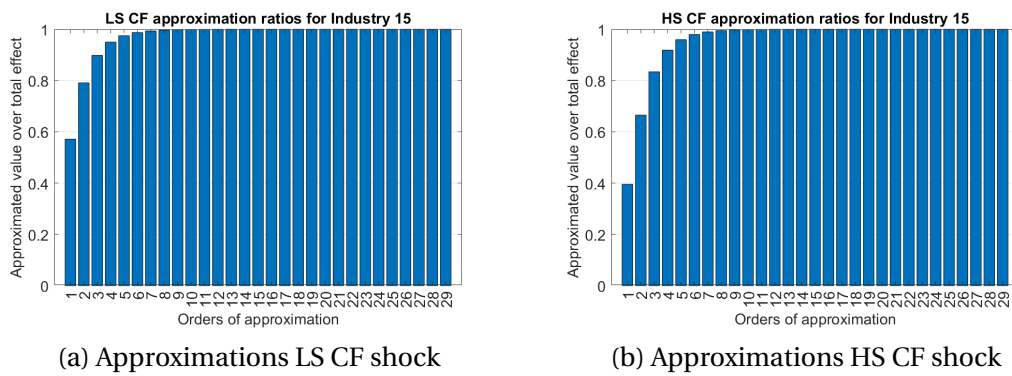 LS CF approximation ratios for Industry 15
Approximated value over total effect
1
0.8
0.6
0.4
0.2
0
1 2 3 4 5 6 7 8 9 10 11 12 13 14 15 16 17 18 19 20 21 22 23 24 25 26 27 28 29
Orders of approximation
(a) Approximations LS CF shock
HS CF approximation ratios for Industry 15
Approximated value over total effect
1
0.8
0.6
0.4
0.2
0
1 2 3 4 5 6 7 8 9 10 11 12 13 14 15 16 17 18 19 20 21 22 23 24 25 26 27 28 29
Orders of approximation
(b) Approximations HS CF shock